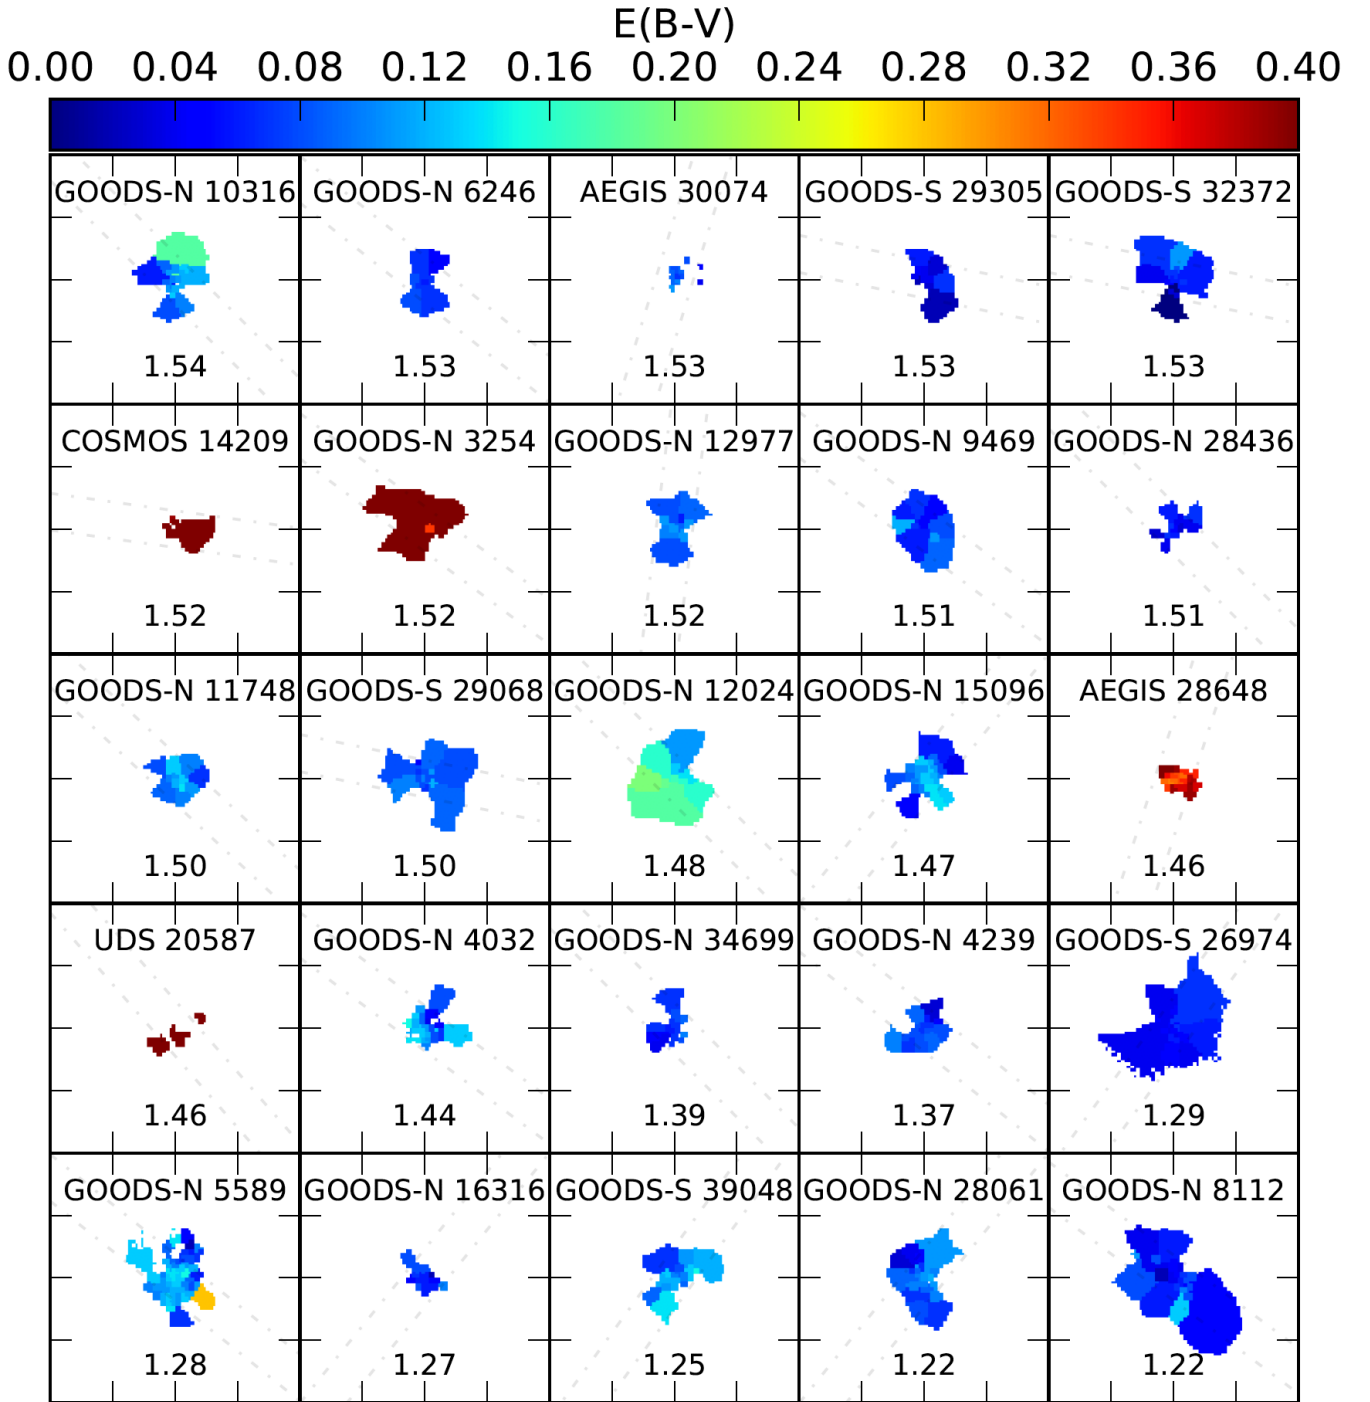 E(B-V)
0.00 0.04 0.08 0.12 0.16 0.20 0.24 0.28 0.32 0.36 0.40
GOODS-N 10316 GOODS-N 6246 AEGIS 30074 GOODS-S 29305 GOODS-S 32372
1.54 1.53 1.53 1.53 1.53
COSMOS 14209 GOODS-N 3254 GOODS-N 12977 GOODS-N 9469 GOODS-N 28436
1.52 1.52 1.52 1.51 1.51
GOODS-N 11748 GOODS-S 29068 GOODS-N 12024 GOODS-N 15096 AEGIS 28648
1.50 1.50 1.48 1.47 1.46
UDS 20587 GOODS-N 4032 GOODS-N 34699 GOODS-N 4239 GOODS-S 26974
1.46 1.44 1.39 1.37 1.29
GOODS-N 5589 GOODS-N 16316 GOODS-S 39048 GOODS-N 28061 GOODS-N 8112
1.28 1.27 1.25 1.22 1.22